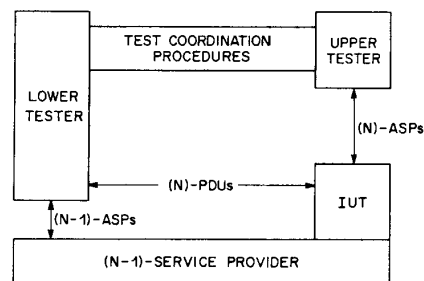 TEST COORDINATION
PROCEDURES
UPPER
TESTER
LOWER
TESTER
(N)-ASPs
(N)-PDUs
IUT
(N-1)-ASPs
(N-1)-SERVICE PROVIDER